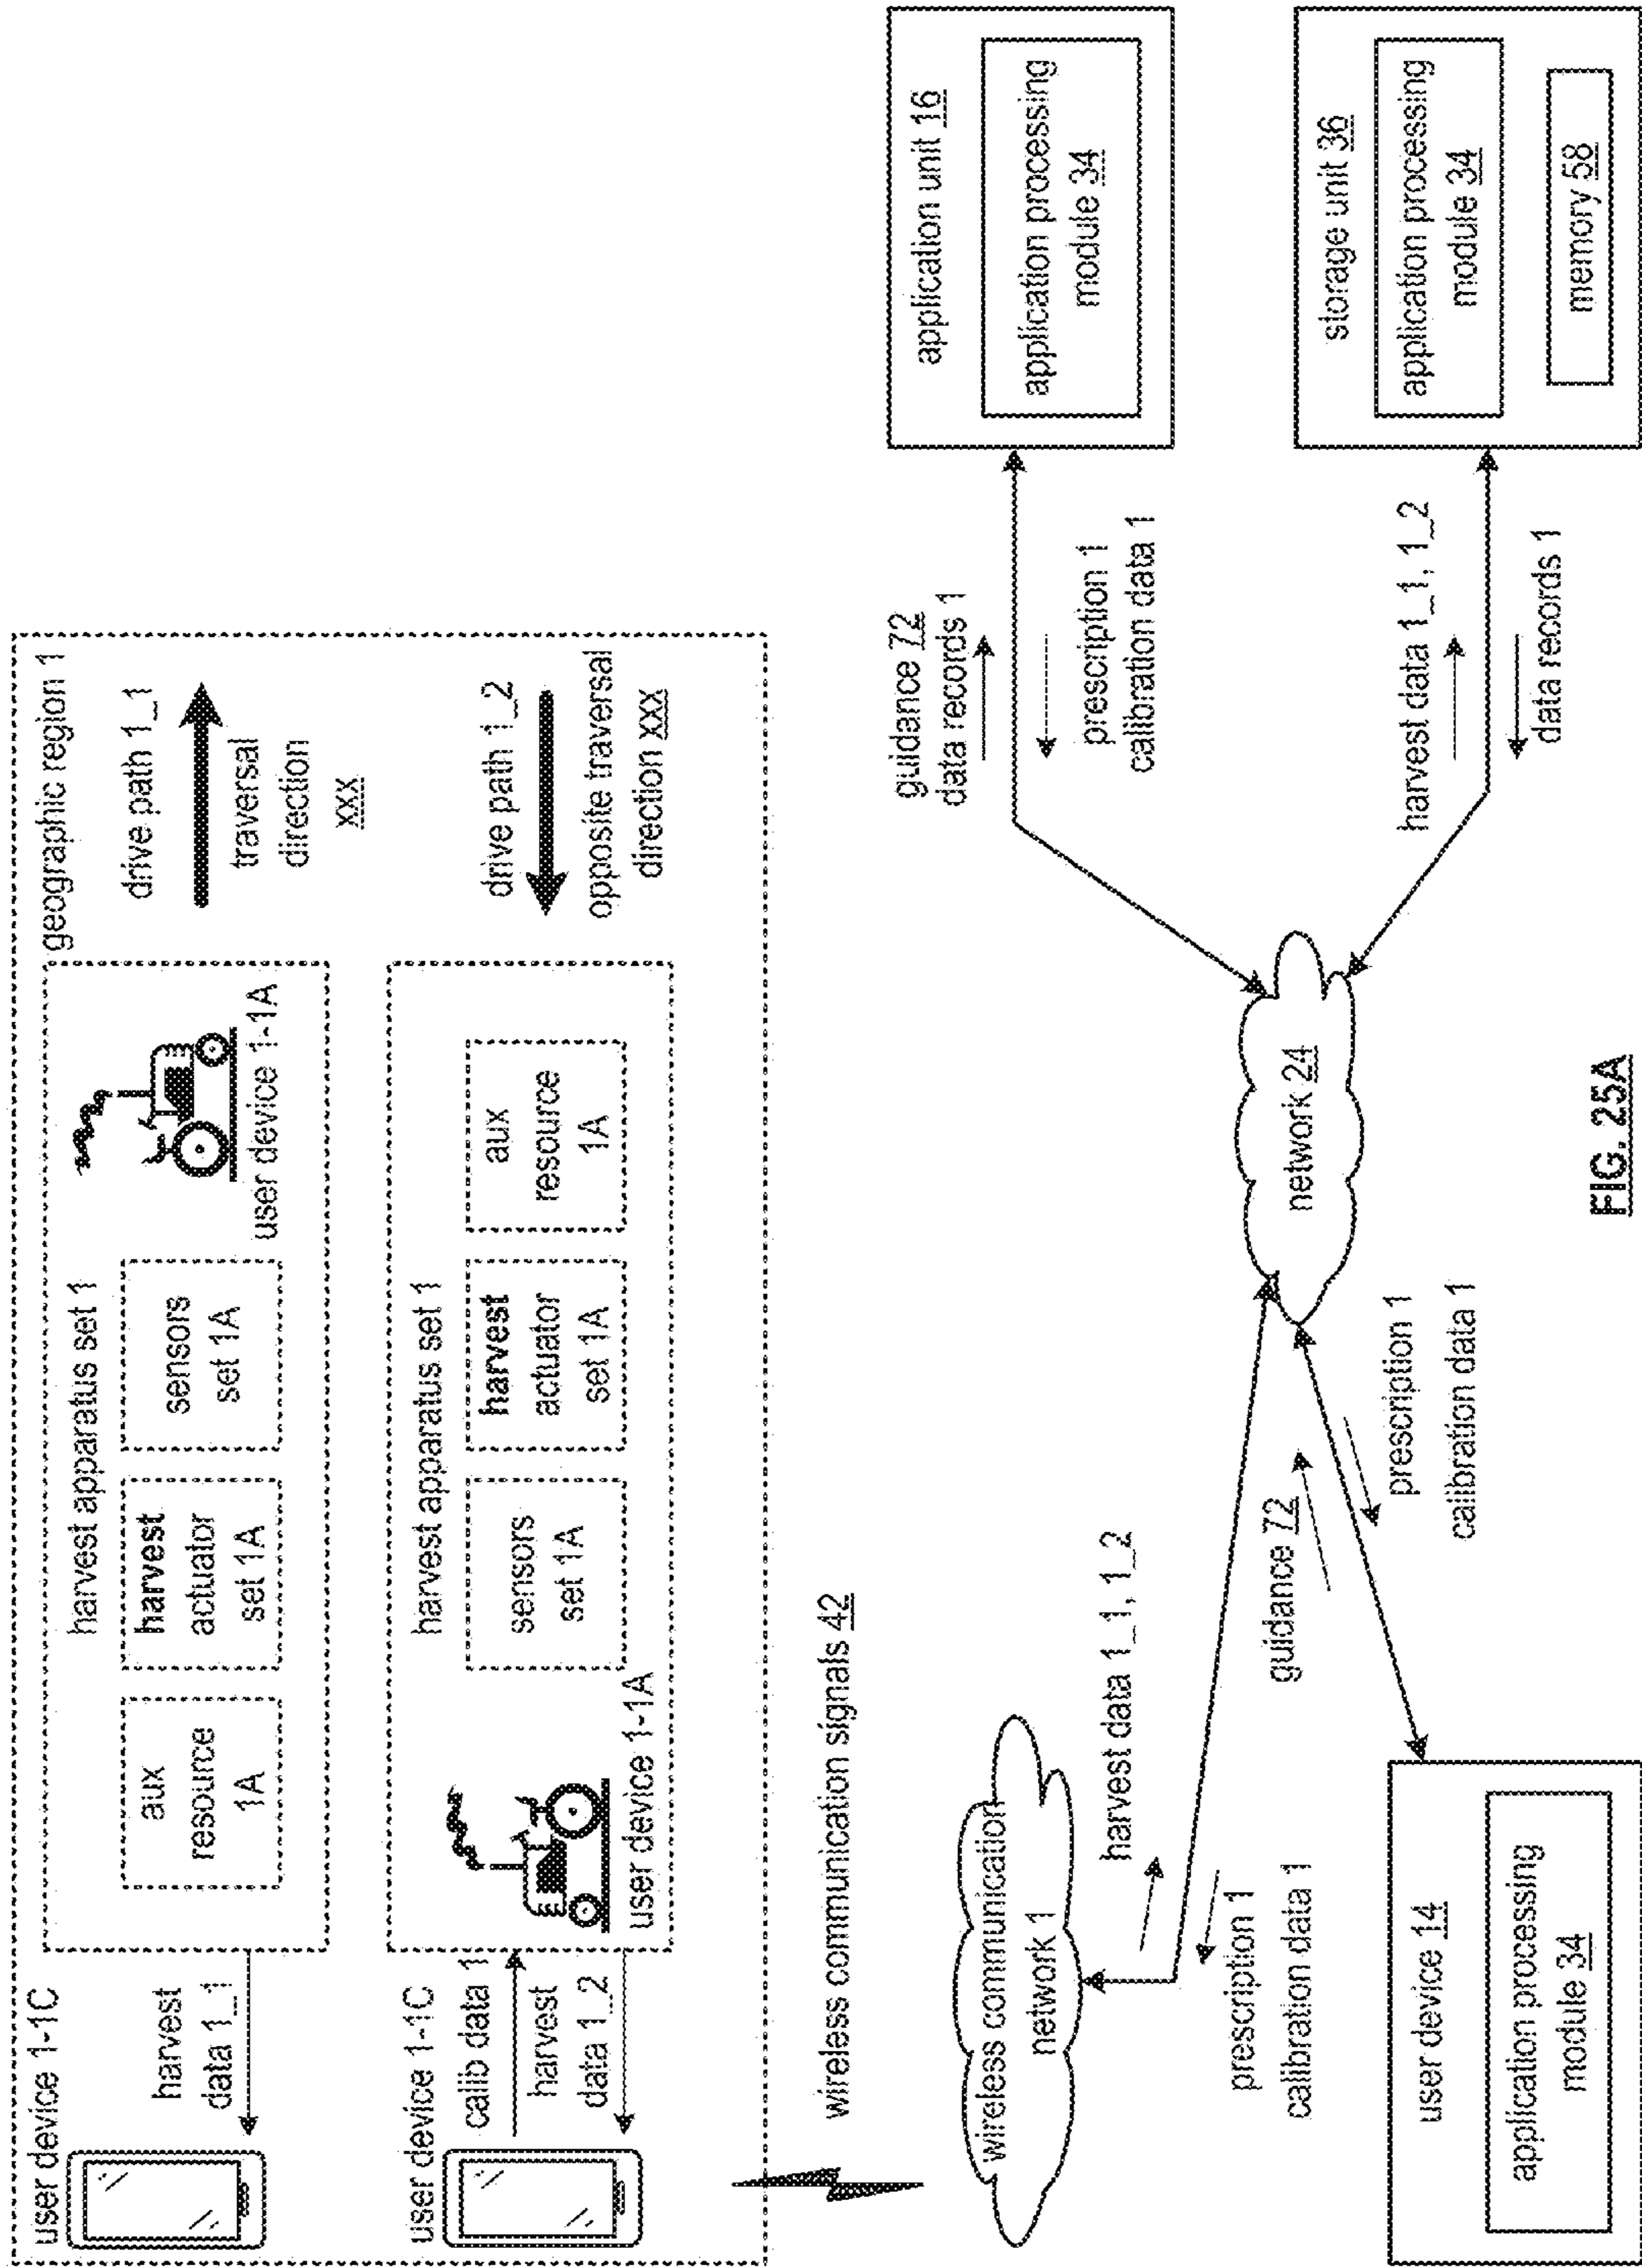 user device 1-1C
harvest
data 1_1
harvest apparatus set 1
aux
resource
1A
harvest
actuator
set 1A
sensors
set 1A
user device 1-1A
geographic region 1
drive path 1_1
traversal
direction
xxx
user device 1-1C
calib data 1
harvest
data 1_2
harvest apparatus set 1
user device 1-1A
sensors
set 1A
harvest
actuator
set 1A
aux
resource
1A
drive path 1_2
opposite traversal
direction xxx
wireless communication signals 42
wireless communication
network 1
harvest data 1_1, 1_2
prescription 1
calibration data 1
guidance 72
prescription 1
calibration data 1
user device 14
application processing
module 34
network 24
guidance 72
data records 1
prescription 1
calibration data 1
harvest data 1_1, 1_2
data records 1
application unit 16
application processing
module 34
storage unit 36
application processing
module 34
memory 58
FIG. 25A